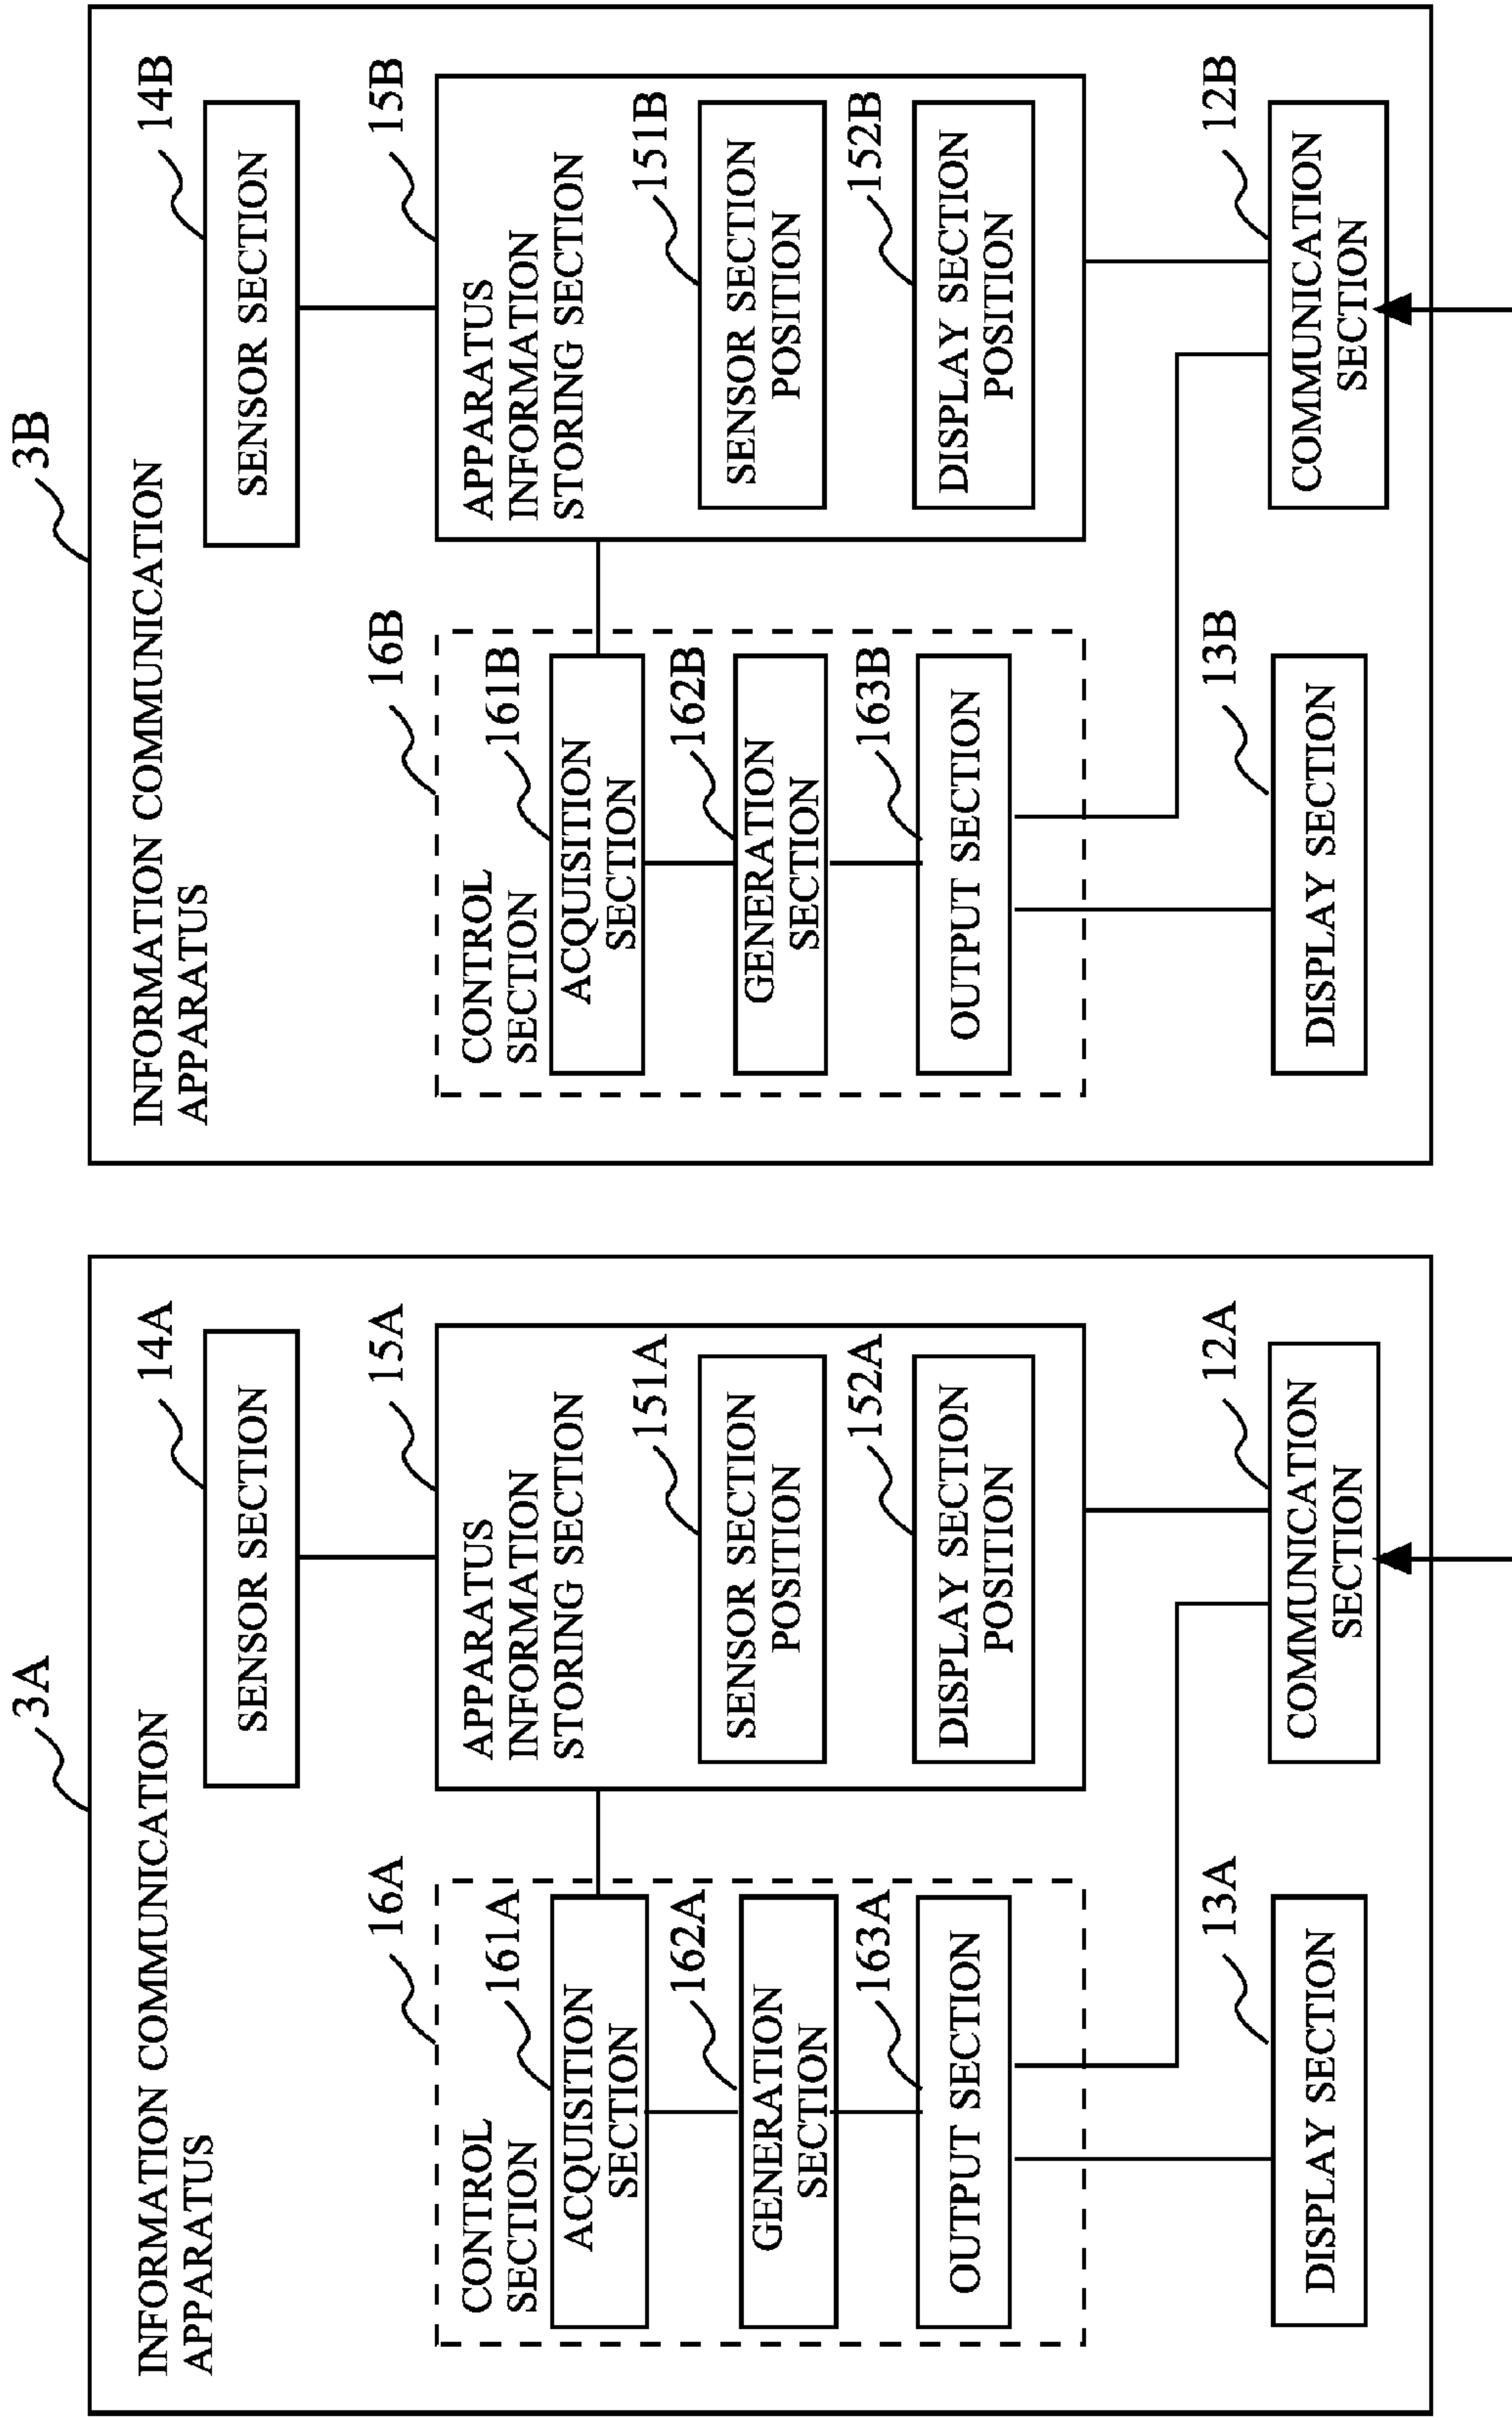 3A
INFORMATION COMMUNICATION
APPARATUS
14A
SENSOR SECTION
16A
CONTROL
SECTION
161A
ACQUISITION
SECTION
162A
GENERATION
SECTION
163A
OUTPUT SECTION
15A
APPARATUS
INFORMATION
STORING SECTION
151A
SENSOR SECTION
POSITION
152A
DISPLAY SECTION
POSITION
13A
DISPLAY SECTION
12A
COMMUNICATION
SECTION
3B
INFORMATION COMMUNICATION
APPARATUS
14B
SENSOR SECTION
16B
CONTROL
SECTION
161B
ACQUISITION
SECTION
162B
GENERATION
SECTION
163B
OUTPUT SECTION
15B
APPARATUS
INFORMATION
STORING SECTION
151B
SENSOR SECTION
POSITION
152B
DISPLAY SECTION
POSITION
13B
DISPLAY SECTION
12B
COMMUNICATION
SECTION